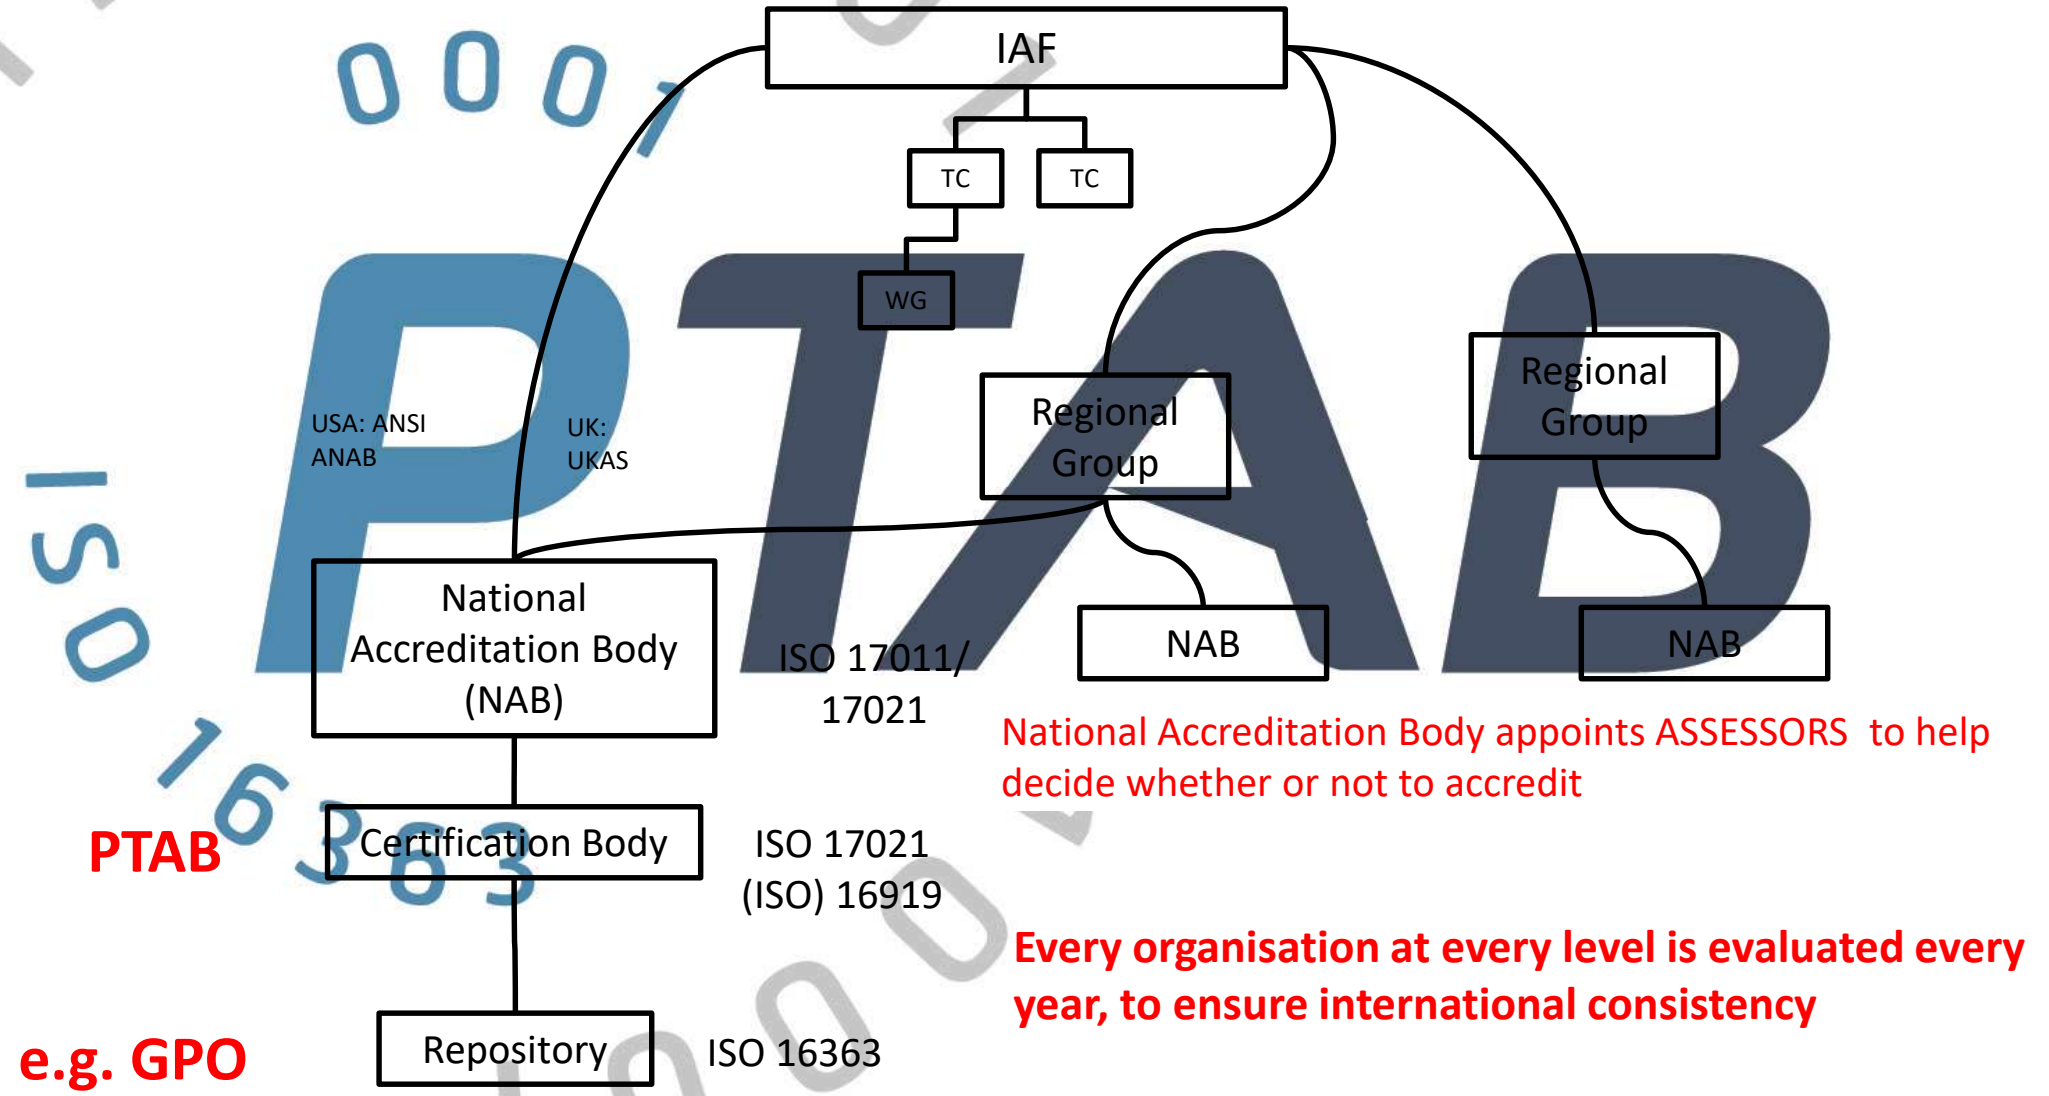 IAF
TC
TC
WG
Regional
Group
Regional
Group
USA: ANSI
ANAB
UK:
UKAS
National
Accreditation Body
(NAB)
ISO 17011/
17021
NAB
NAB
National Accreditation Body appoints ASSESSORS  to help
decide whether or not to accredit
PTAB
Certification Body
ISO 17021
(ISO) 16919
Every organisation at every level is evaluated every
year, to ensure international consistency
e.g. GPO
Repository
ISO 16363
PTAB
0001
ISO 16363